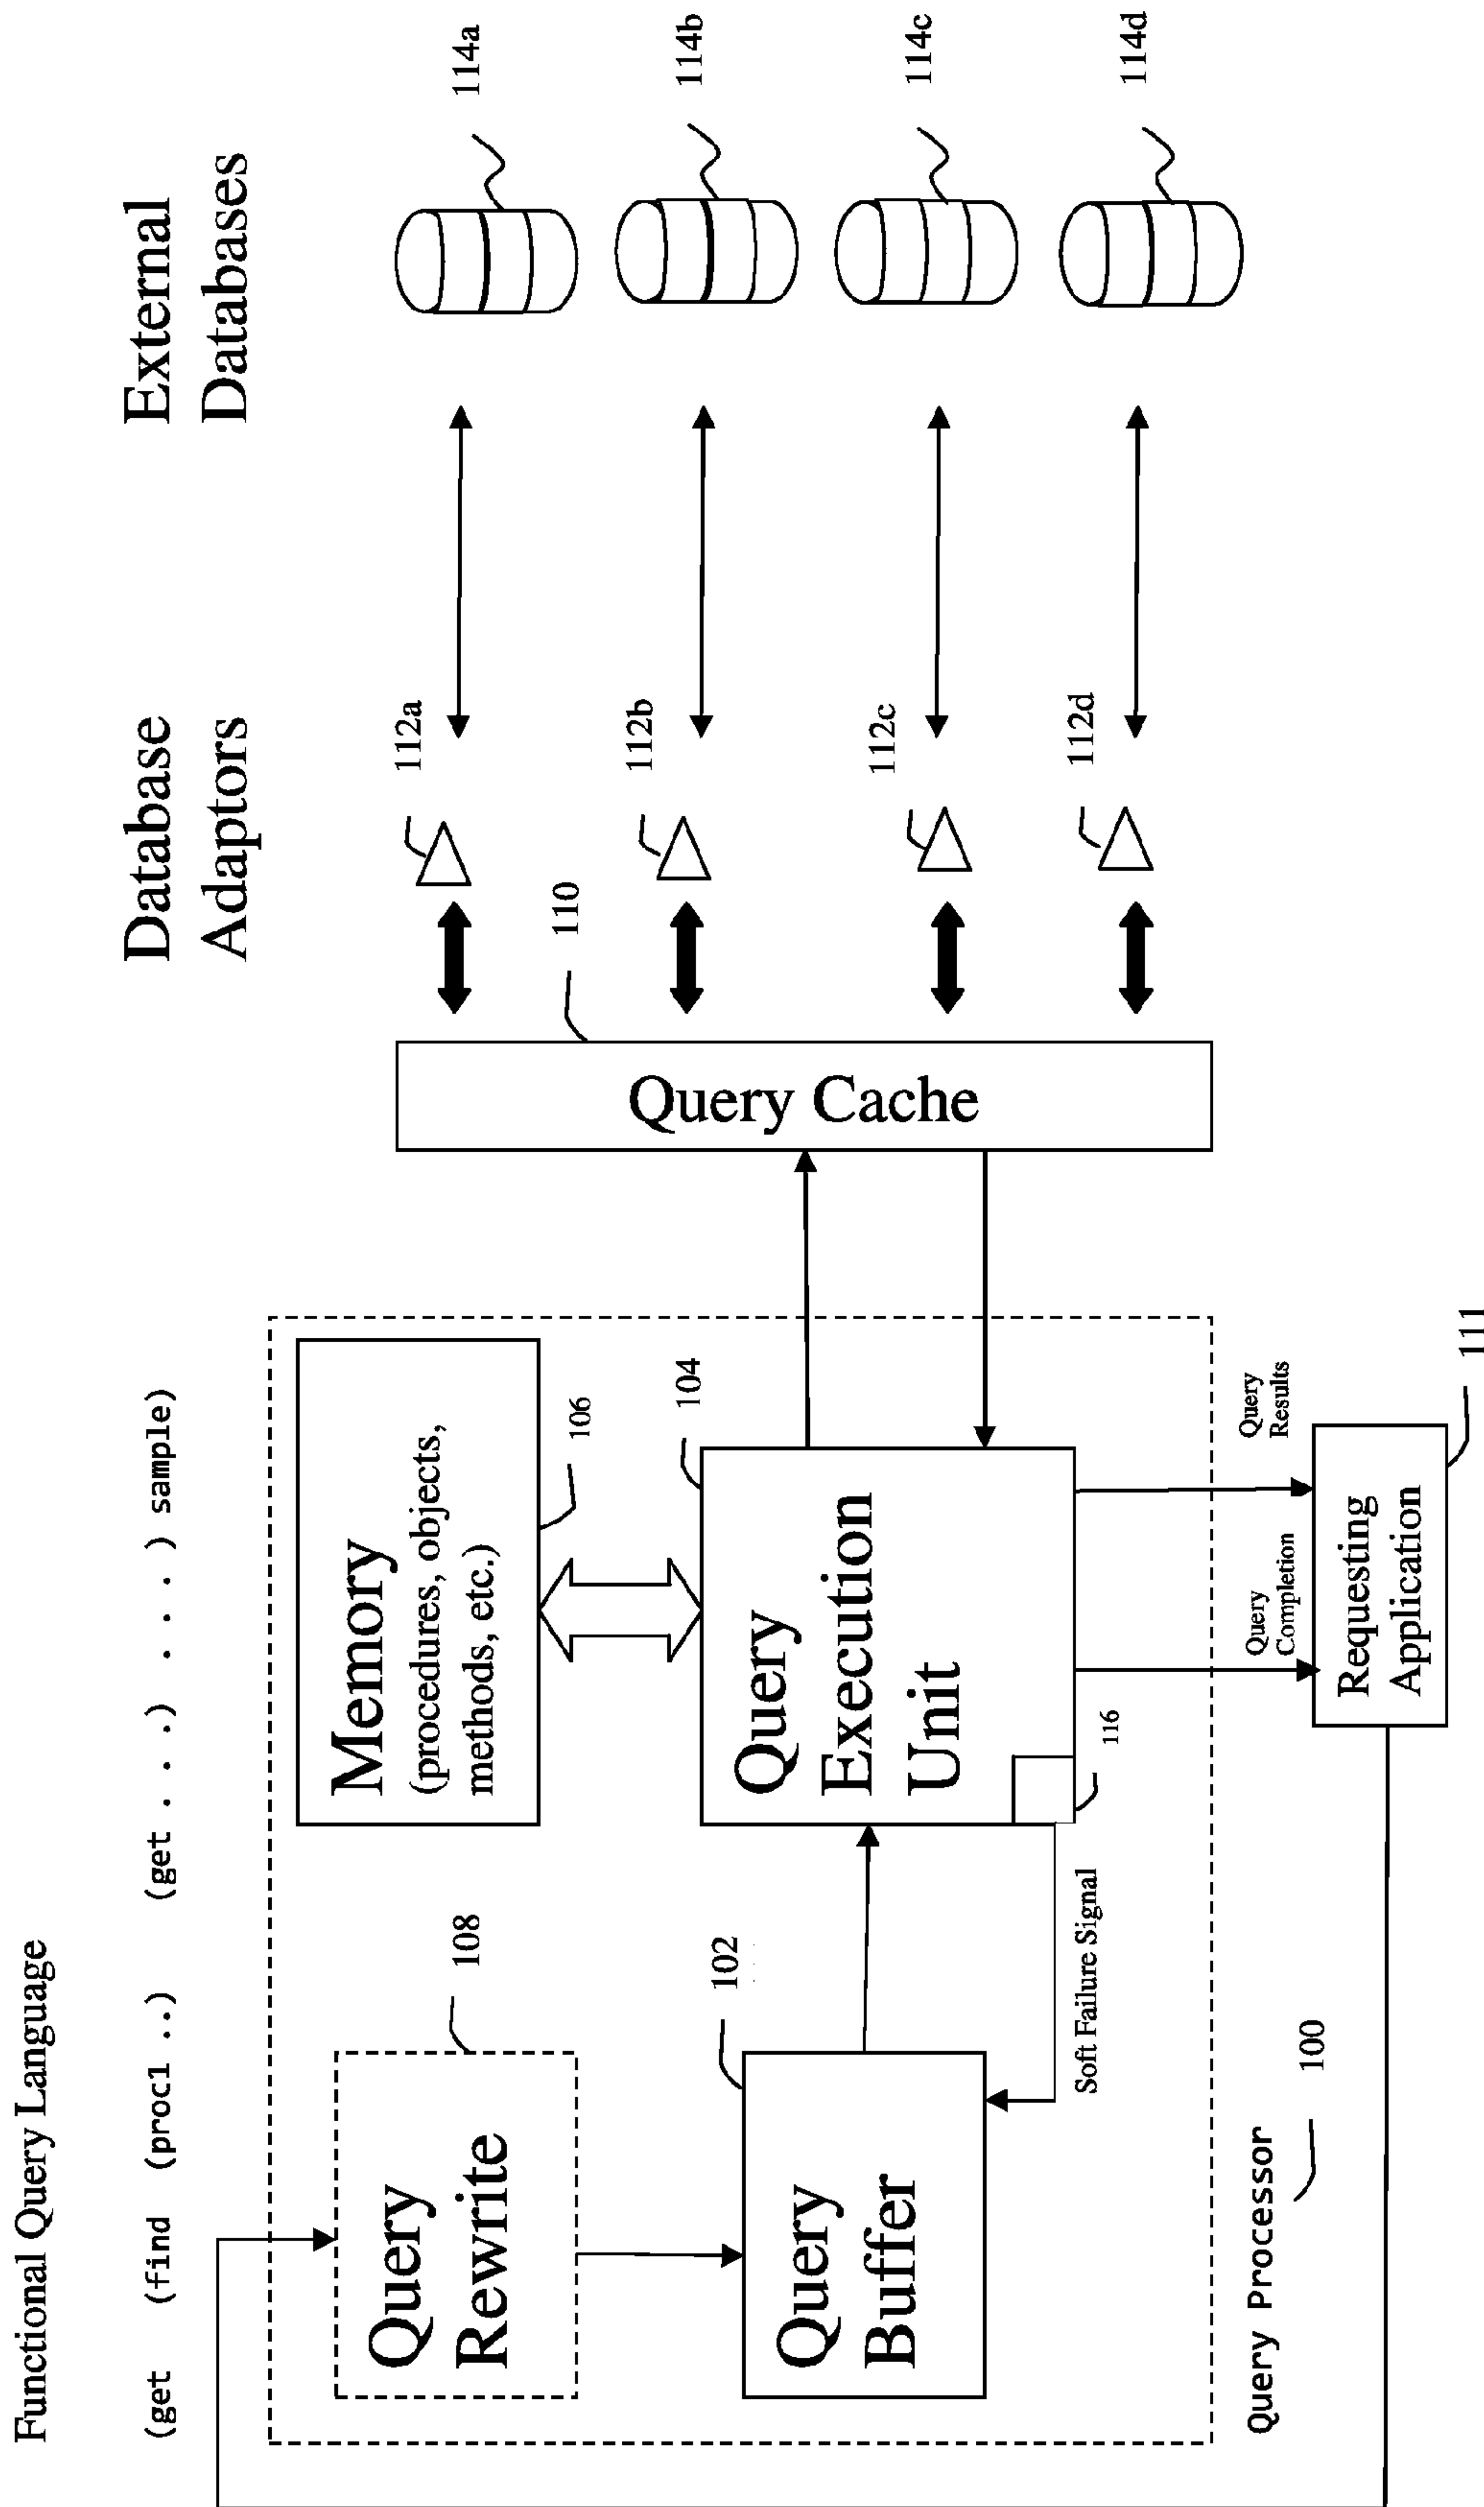 Functional Query Language
(get (find (proc1 ..) (get . . .) . . . ) sample)
Database
Adaptors
External
Databases
Query
Rewrite
108
Memory
(procedures, objects,
methods, etc.)
106
Query
Buffer
102
Query
Execution
Unit
104
116
Soft Failure Signal
Query Processor
100
Query
Completion
Query
Results
Requesting
Application
111
Query Cache
110
112a
112b
112c
112d
114a
114b
114c
114d